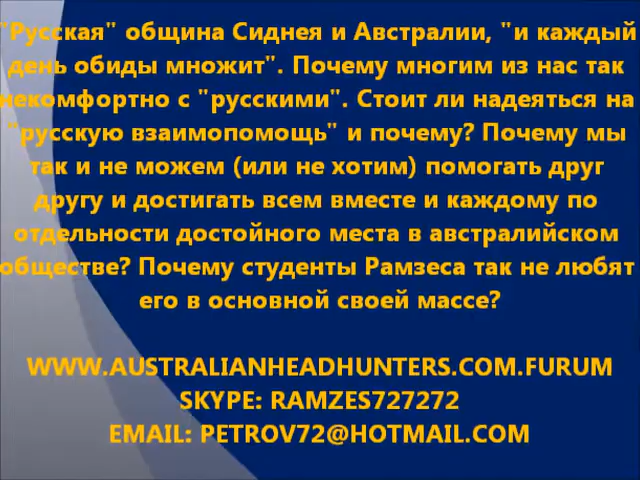 "Русская" община Сиднея и Австралии, "и каждый
день обиды множит". Почему многим из нас так
некомфортно с "русскими". Стоит ли надеяться на
"русскую взаимопомощь" и почему? Почему мы
так и не можем (или не хотим) помогать друг
другу и достигать всем вместе и каждому по
отдельности достойного места в австралийском
обществе? Почему студенты Рамзеса так не любят
его в основной своей массе?
WWW.AUSTRALIANHEADHUNTERS.COM.FURUM
SKYPE: RAMZES727272
EMAIL: PETROV72@HOTMAIL.COM